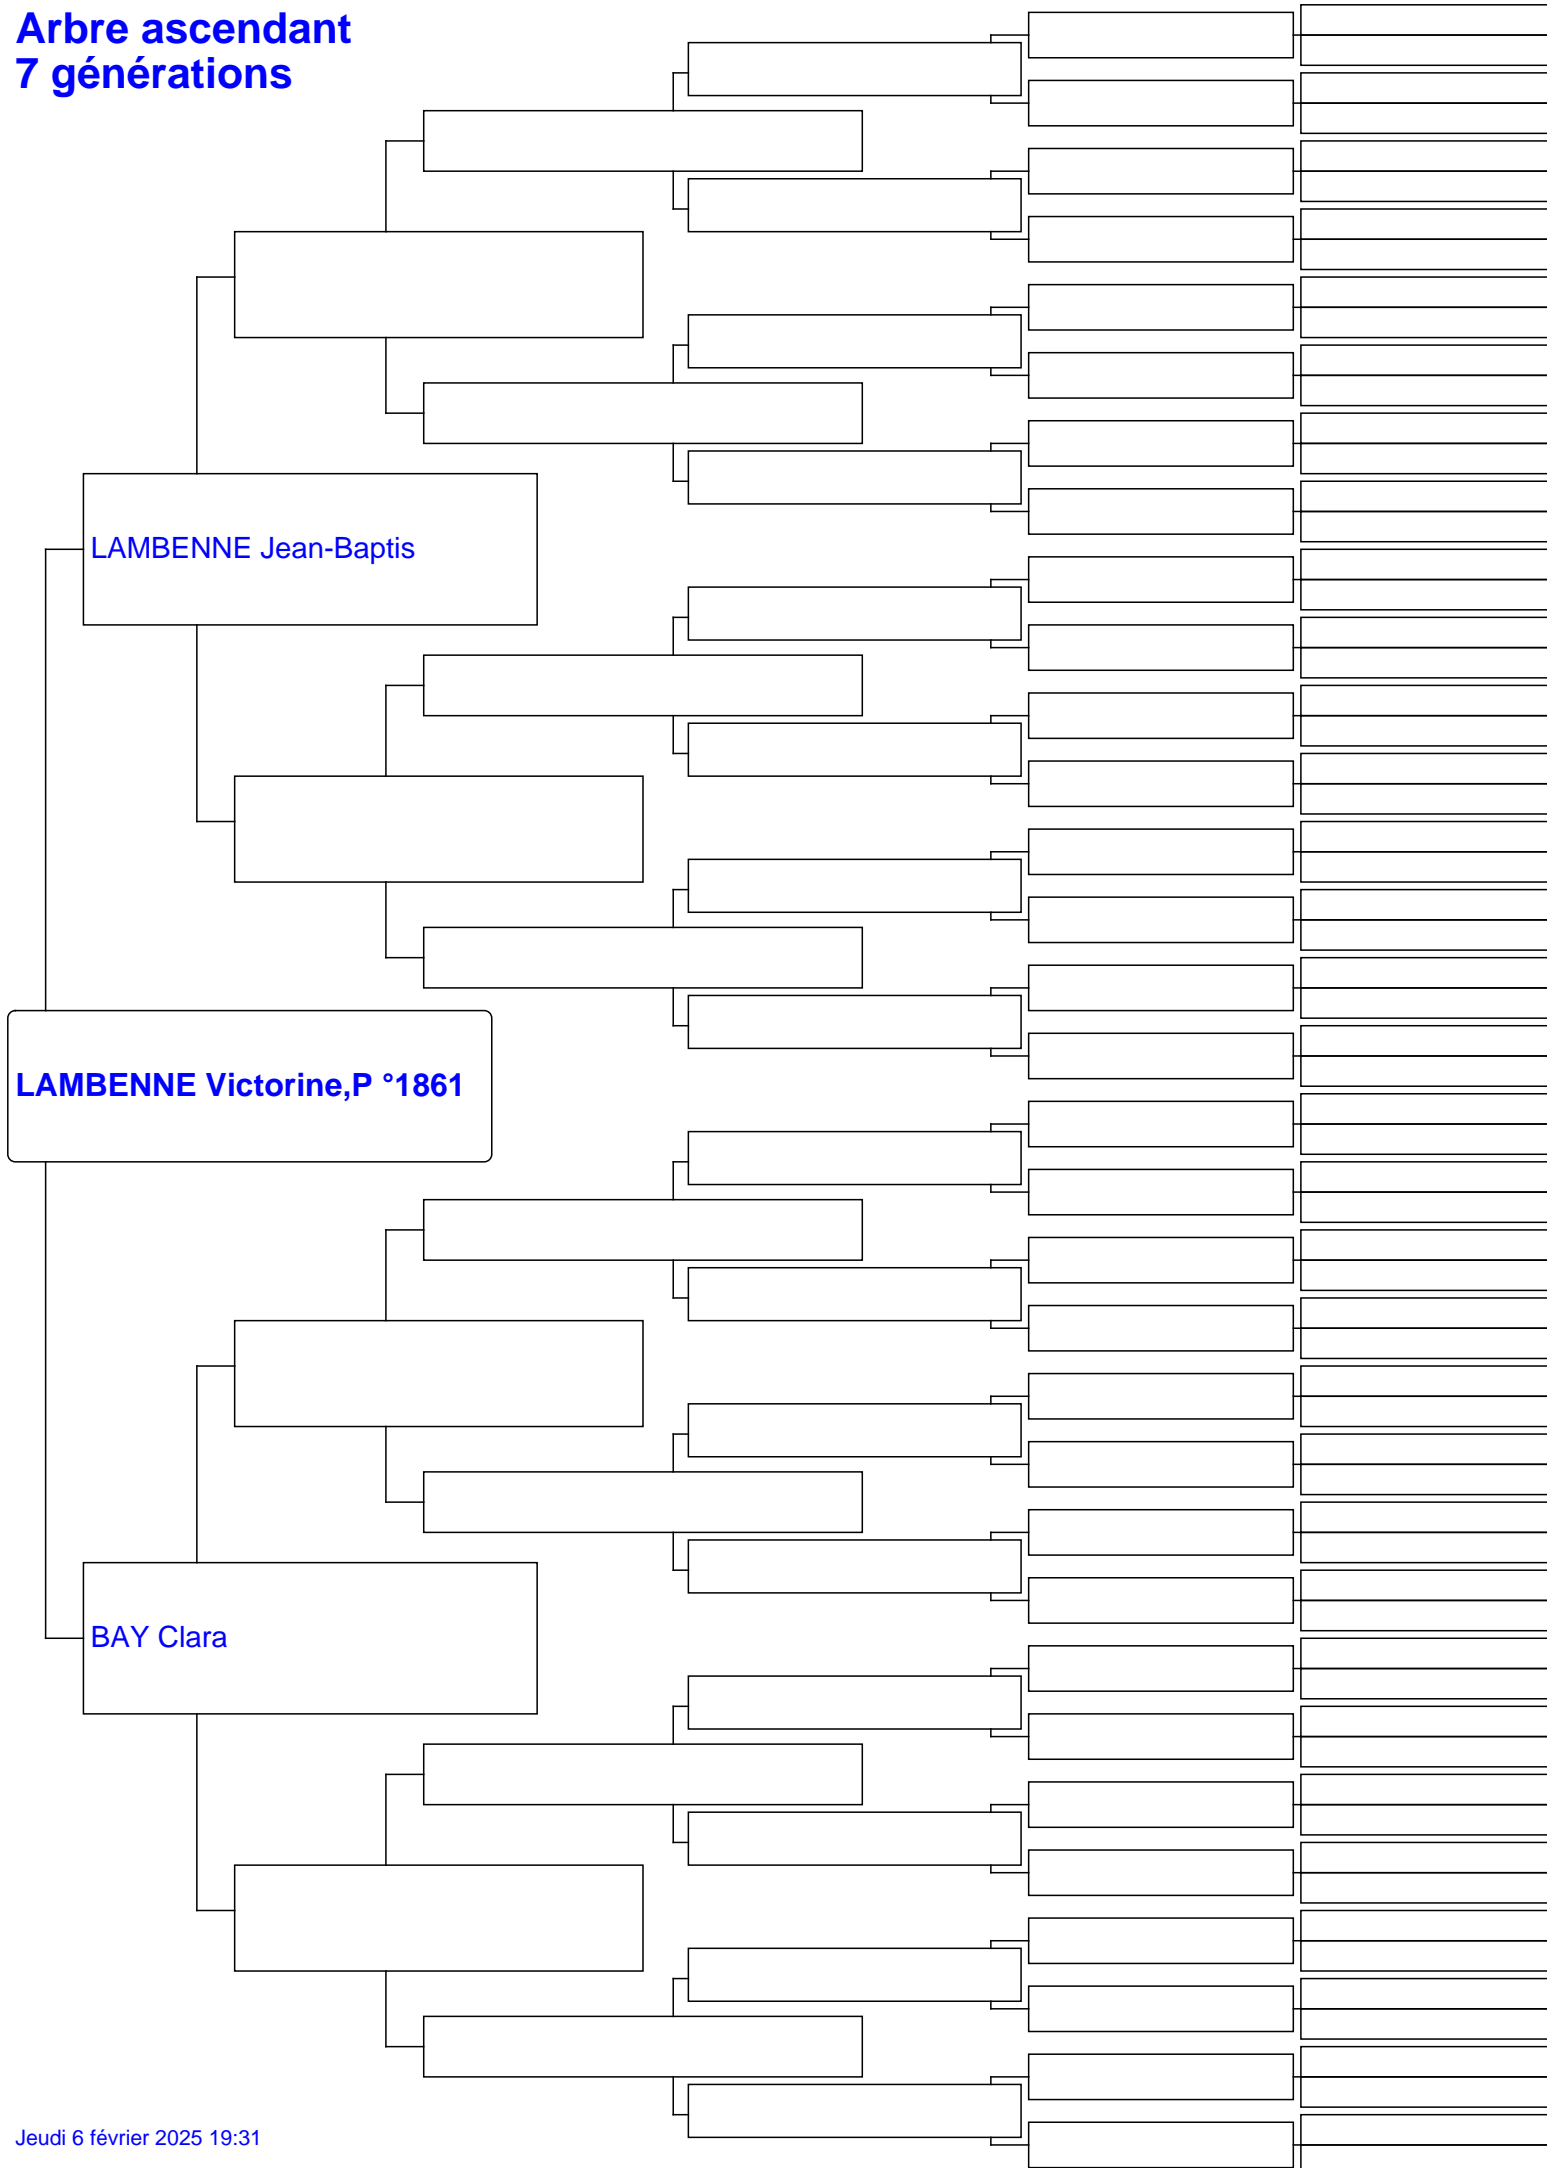 Arbre ascendant
7 générations
LAMBENNE Jean-Baptis
LAMBENNE Victorine,P °1861
BAY Clara
Jeudi 6 février 2025 19:31